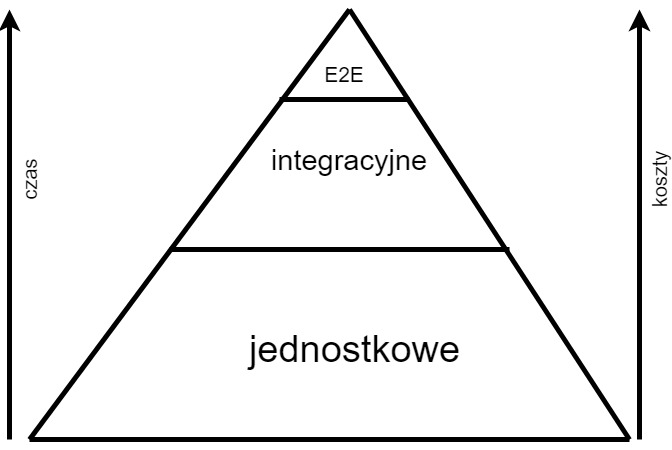 E2E
integracyjne
jednostkowe
czas
koszty